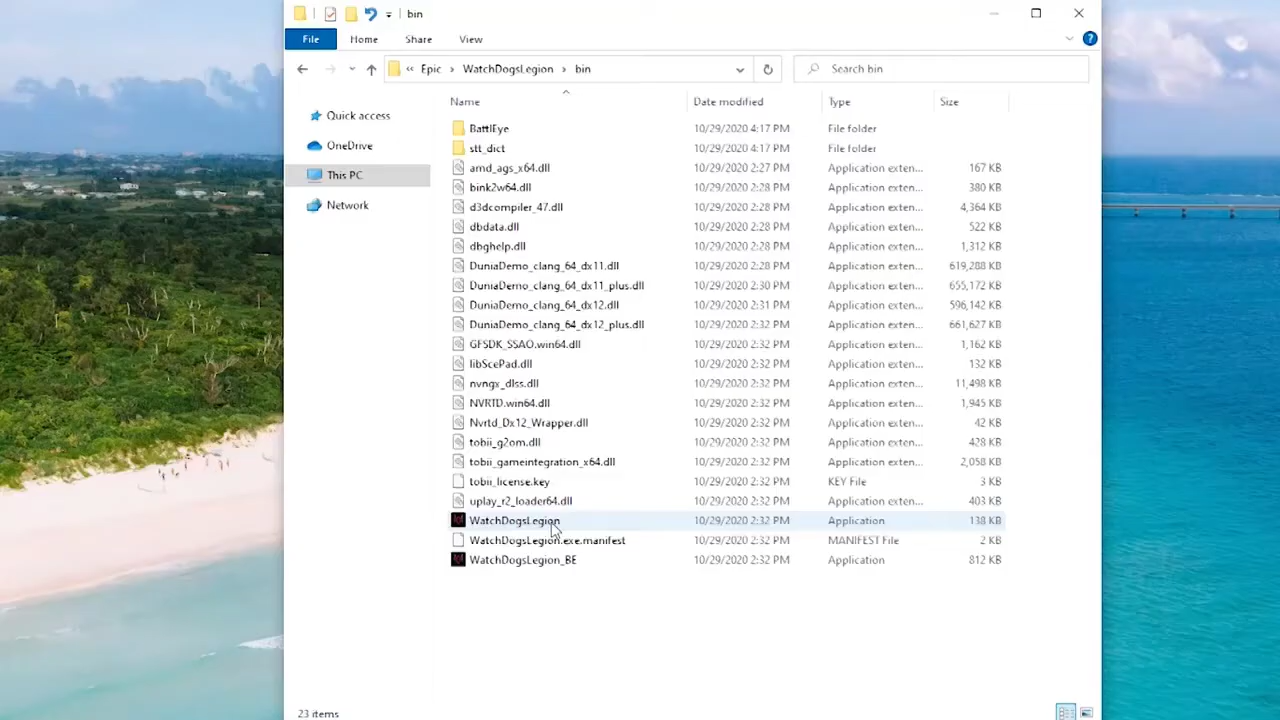 bin
File Home Share View
« Epic › WatchDogsLegion › bin Search bin
Name Date modified Type Size
Quick access
OneDrive
This PC
Network
BattlEye 10/29/2020 4:17 PM File folder
stt_dict 10/29/2020 4:17 PM File folder
amd_ags_x64.dll 10/29/2020 2:27 PM Application exten... 167 KB
bink2w64.dll 10/29/2020 2:28 PM Application exten... 380 KB
d3dcompiler_47.dll 10/29/2020 2:28 PM Application exten... 4,364 KB
dbdata.dll 10/29/2020 2:28 PM Application exten... 522 KB
dbghelp.dll 10/29/2020 2:28 PM Application exten... 1,312 KB
DuniaDemo_clang_64_dx11.dll 10/29/2020 2:28 PM Application exten... 619,288 KB
DuniaDemo_clang_64_dx11_plus.dll 10/29/2020 2:30 PM Application exten... 655,172 KB
DuniaDemo_clang_64_dx12.dll 10/29/2020 2:31 PM Application exten... 596,142 KB
DuniaDemo_clang_64_dx12_plus.dll 10/29/2020 2:32 PM Application exten... 661,627 KB
GFSDK_SSAO.win64.dll 10/29/2020 2:32 PM Application exten... 1,162 KB
libScePad.dll 10/29/2020 2:32 PM Application exten... 132 KB
nvngx_dlss.dll 10/29/2020 2:32 PM Application exten... 11,498 KB
NVRTD.win64.dll 10/29/2020 2:32 PM Application exten... 1,945 KB
Nvrtd_Dx12_Wrapper.dll 10/29/2020 2:32 PM Application exten... 42 KB
tobii_g2om.dll 10/29/2020 2:32 PM Application exten... 428 KB
tobii_gameintegration_x64.dll 10/29/2020 2:32 PM Application exten... 2,058 KB
tobii_license.key 10/29/2020 2:32 PM KEY File 3 KB
uplay_r2_loader64.dll 10/29/2020 2:32 PM Application exten... 403 KB
WatchDogsLegion 10/29/2020 2:32 PM Application 138 KB
WatchDogsLegion.exe.manifest 10/29/2020 2:32 PM MANIFEST File 2 KB
WatchDogsLegion_BE 10/29/2020 2:32 PM Application 812 KB
23 items